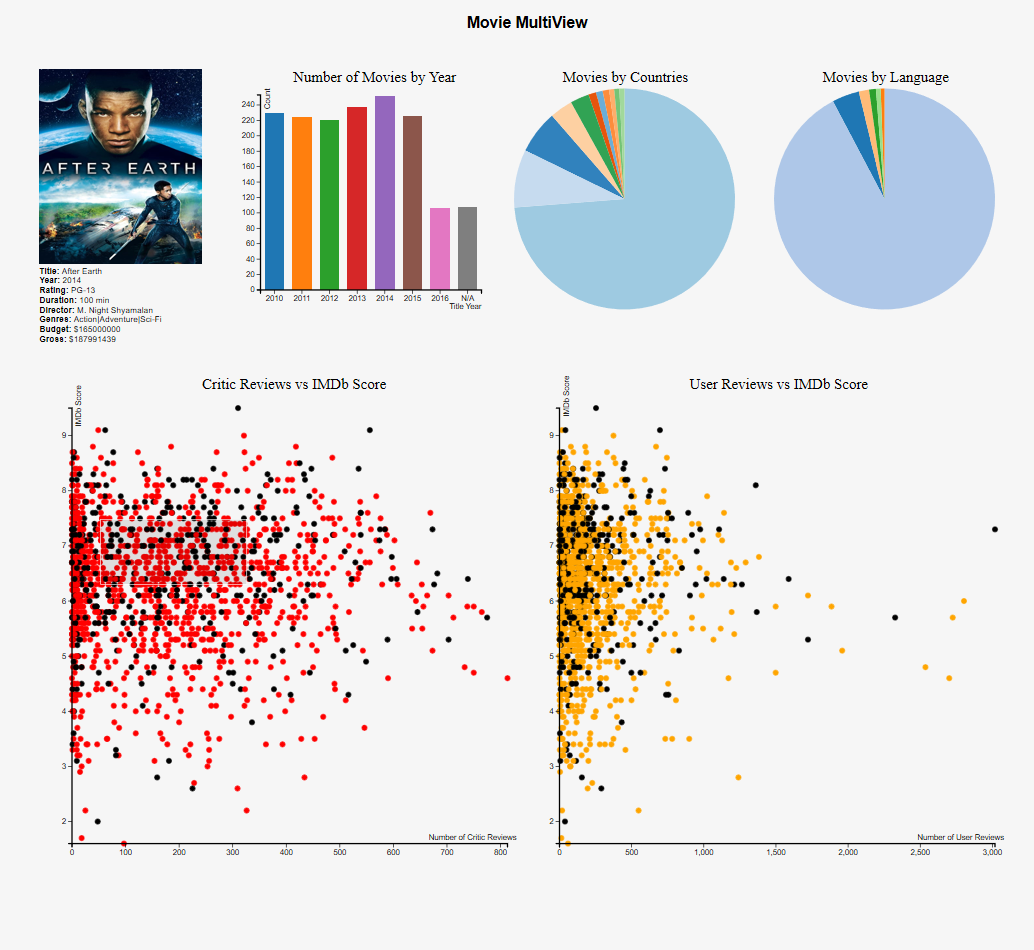 Movie MultiView
AFTER EARTH
Title: After Earth
Year: 2014
Rating: PG-13
Duration: 100 min
Director: M. Night Shyamalan
Genres: Action|Adventure|Sci-Fi
Budget: $165000000
Gross: $187991439
Number of Movies by Year
Count
240
220
200
180
160
140
120
100
80
60
40
20
0
2010 2011 2012 2013 2014 2015 2016 N/A
Title Year
Movies by Countries
Movies by Language
Critic Reviews vs IMDb Score
IMDb Score
9
8
7
6
5
4
3
2
Number of Critic Reviews
0 100 200 300 400 500 600 700 800
User Reviews vs IMDb Score
IMDb Score
9
8
7
6
5
4
3
2
Number of User Reviews
0 500 1,000 1,500 2,000 2,500 3,000